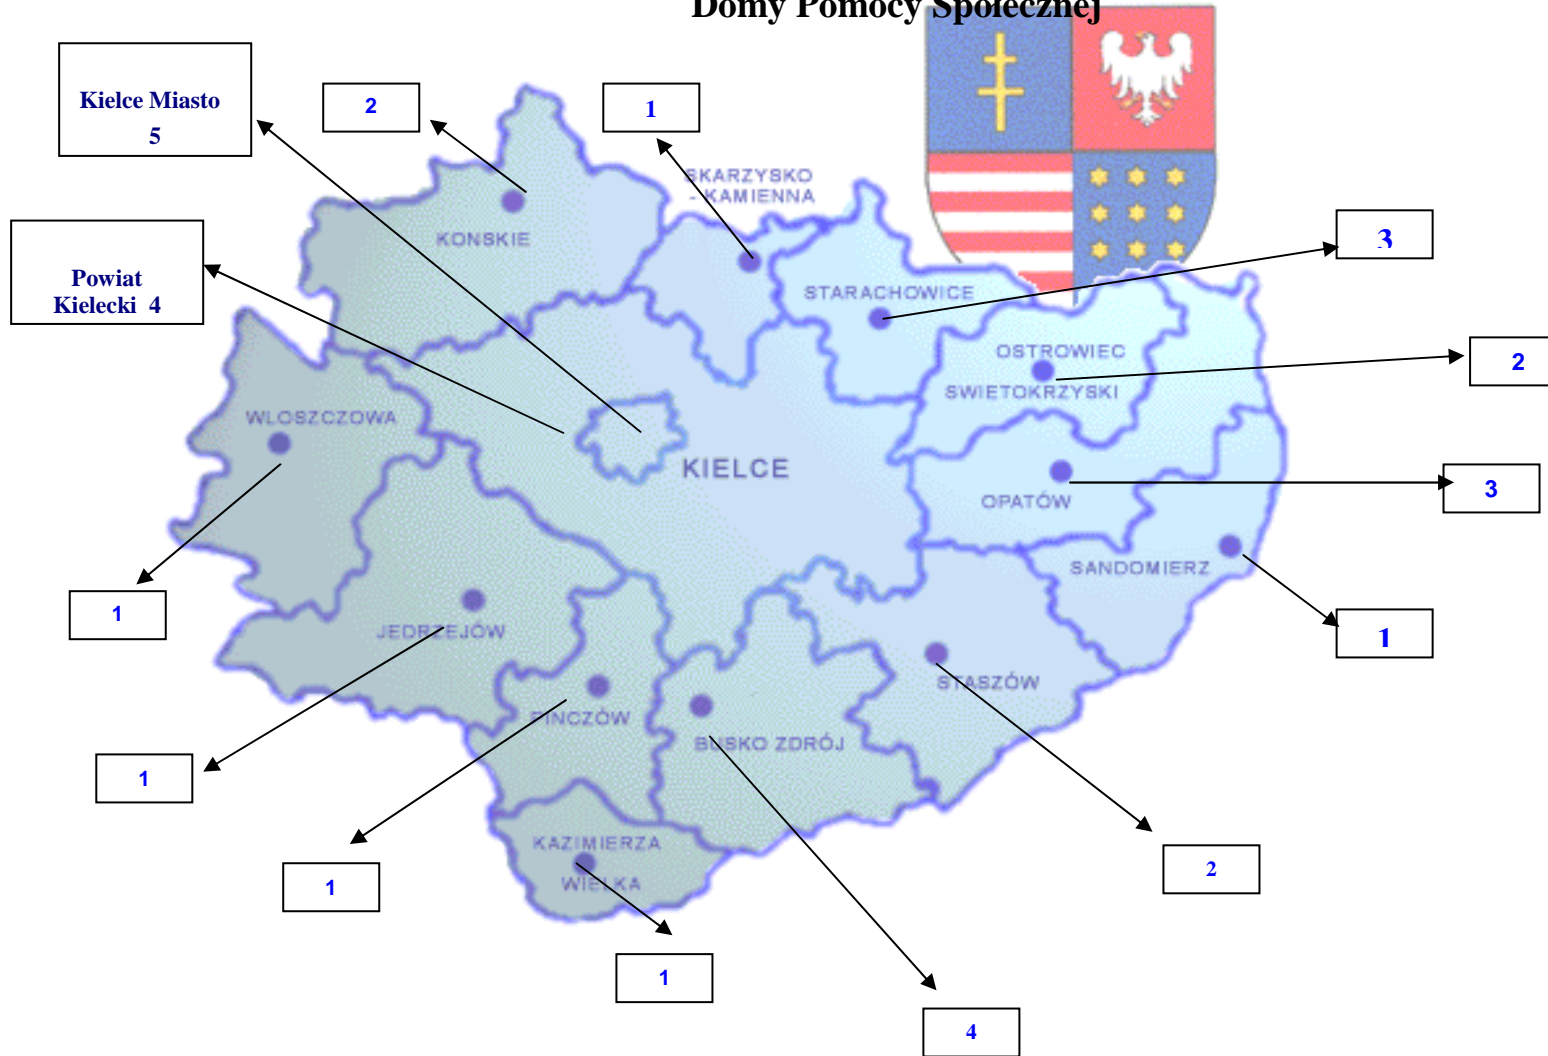 Domy Pomocy Społecznej
Kielce Miasto
5
2
1
SKARZYSKO
- KAMIENNA
KONSKIE
3
Powiat
Kielecki 4
STARACHOWICE
OSTROWIEC
SWIETOKRZYSKI
2
WLOSZCZOWA
KIELCE
OPATÓW
3
SANDOMIERZ
1
1
JEDRZEJÓW
STASZÓW
PINCZÓW
BUSKO ZDRÓJ
1
KAZIMIERZA
WIELKA
2
1
1
4